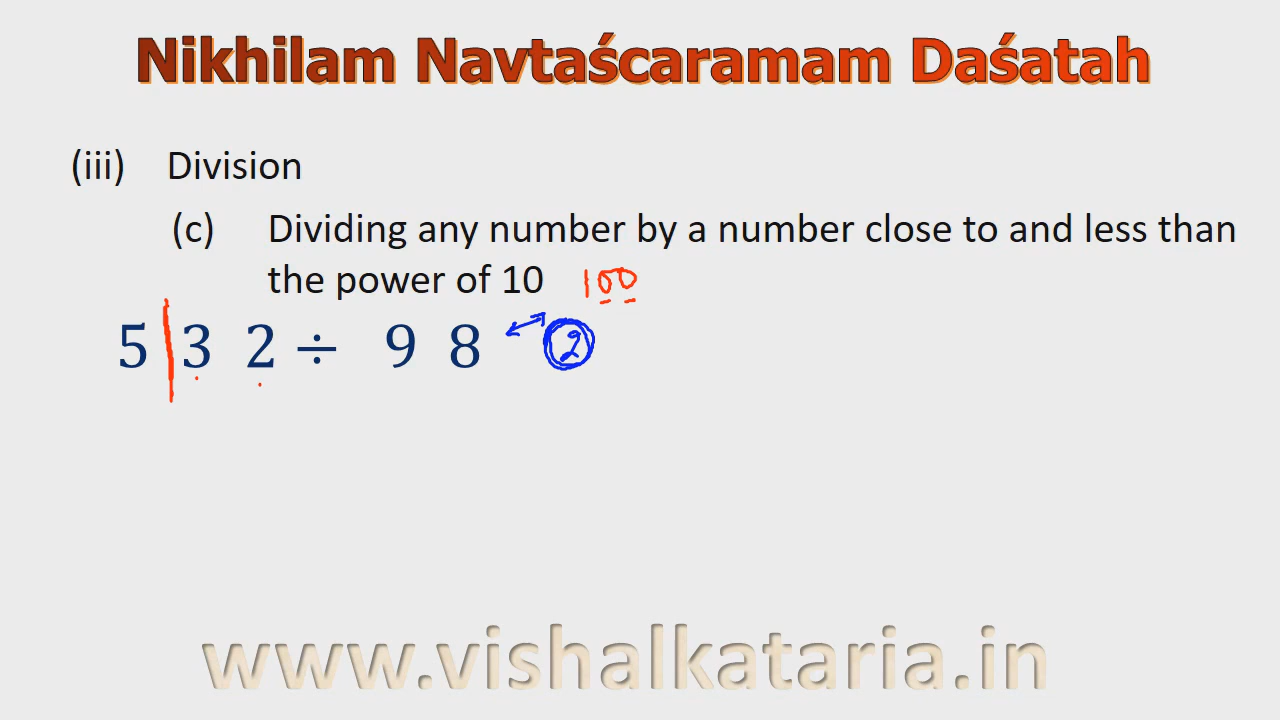 Nikhilam Navtaścaramam Daśatah
(iii) Division
(c) Dividing any number by a number close to and less than
the power of 10 100
5 3 2 ÷ 9 8 2
www.vishalkataria.in